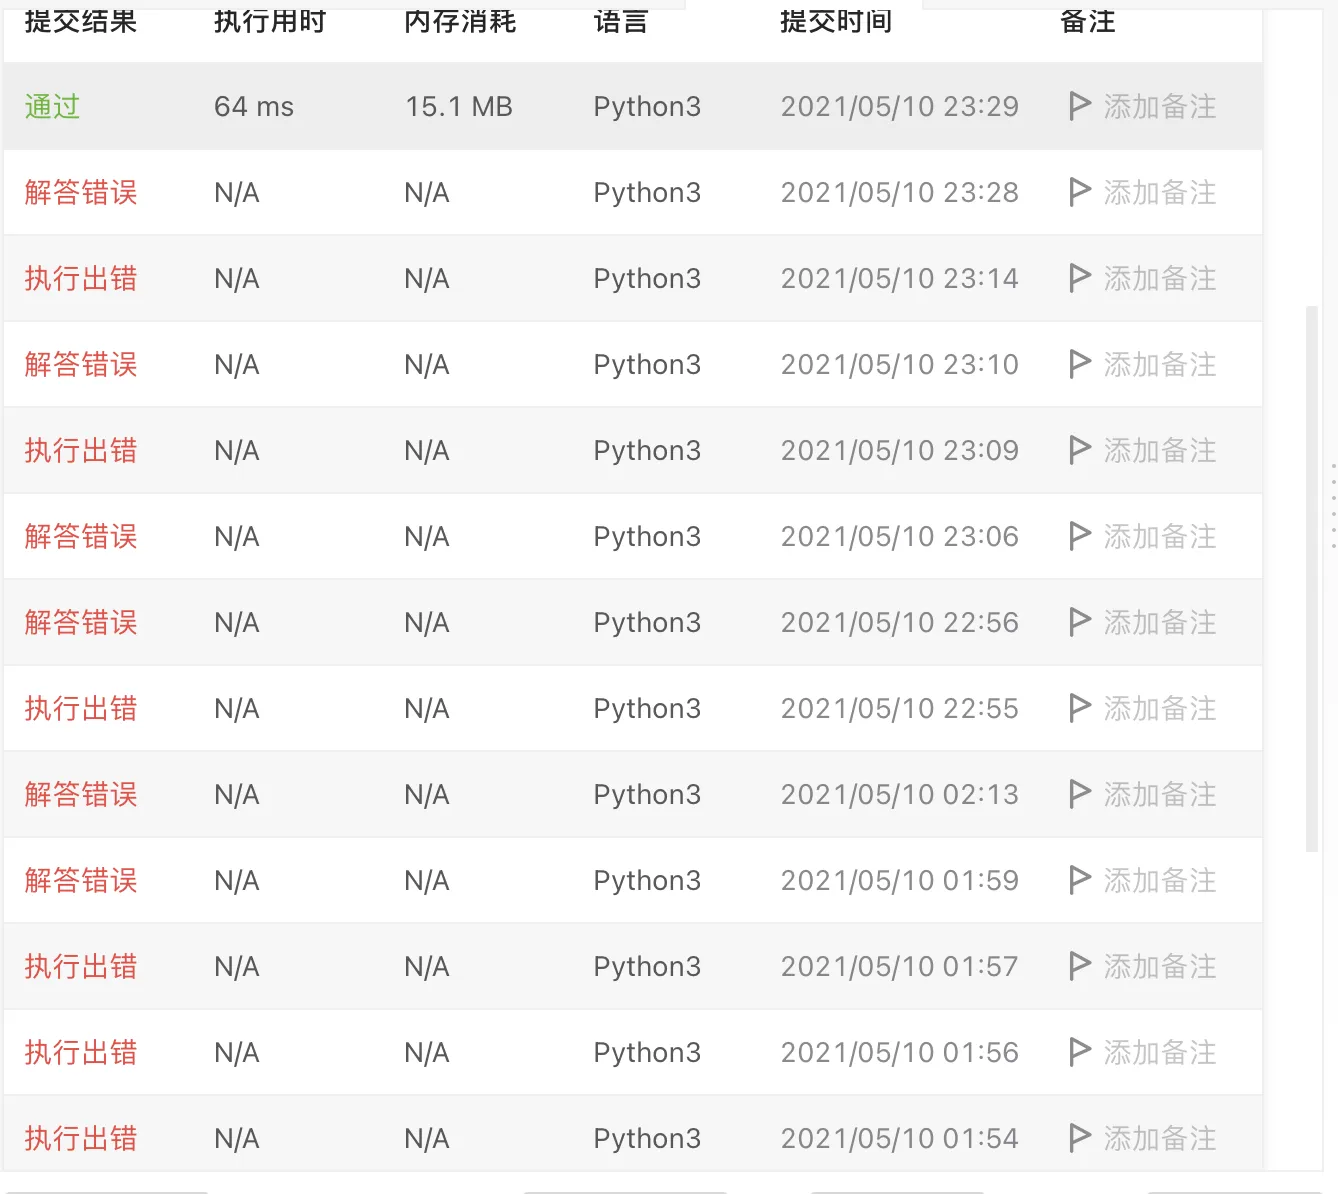 提交结果 执行用时 内存消耗 语言 提交时间 备注
通过 64 ms 15.1 MB Python3 2021/05/10 23:29 添加备注
解答错误 N/A N/A Python3 2021/05/10 23:28 添加备注
执行出错 N/A N/A Python3 2021/05/10 23:14 添加备注
解答错误 N/A N/A Python3 2021/05/10 23:10 添加备注
执行出错 N/A N/A Python3 2021/05/10 23:09 添加备注
解答错误 N/A N/A Python3 2021/05/10 23:06 添加备注
解答错误 N/A N/A Python3 2021/05/10 22:56 添加备注
执行出错 N/A N/A Python3 2021/05/10 22:55 添加备注
解答错误 N/A N/A Python3 2021/05/10 02:13 添加备注
解答错误 N/A N/A Python3 2021/05/10 01:59 添加备注
执行出错 N/A N/A Python3 2021/05/10 01:57 添加备注
执行出错 N/A N/A Python3 2021/05/10 01:56 添加备注
执行出错 N/A N/A Python3 2021/05/10 01:54 添加备注